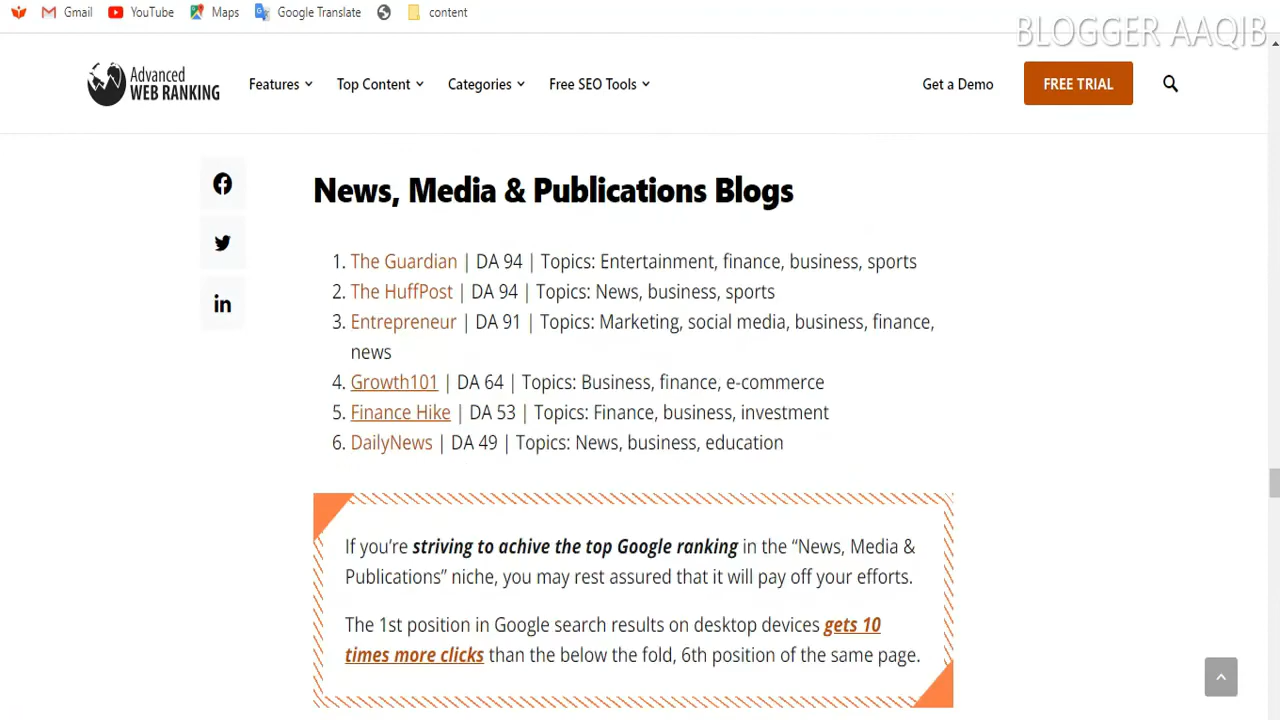 Gmail YouTube Maps Google Translate content
BLOGGER AAQIB
Advanced
WEB RANKING
Features Top Content Categories Free SEO Tools Get a Demo FREE TRIAL
News, Media & Publications Blogs
1. The Guardian | DA 94 | Topics: Entertainment, finance, business, sports
2. The HuffPost | DA 94 | Topics: News, business, sports
3. Entrepreneur | DA 91 | Topics: Marketing, social media, business, finance,
news
4. Growth101 | DA 64 | Topics: Business, finance, e-commerce
5. Finance Hike | DA 53 | Topics: Finance, business, investment
6. DailyNews | DA 49 | Topics: News, business, education
If you're striving to achive the top Google ranking in the “News, Media &
Publications” niche, you may rest assured that it will pay off your efforts.
The 1st position in Google search results on desktop devices gets 10
times more clicks than the below the fold, 6th position of the same page.